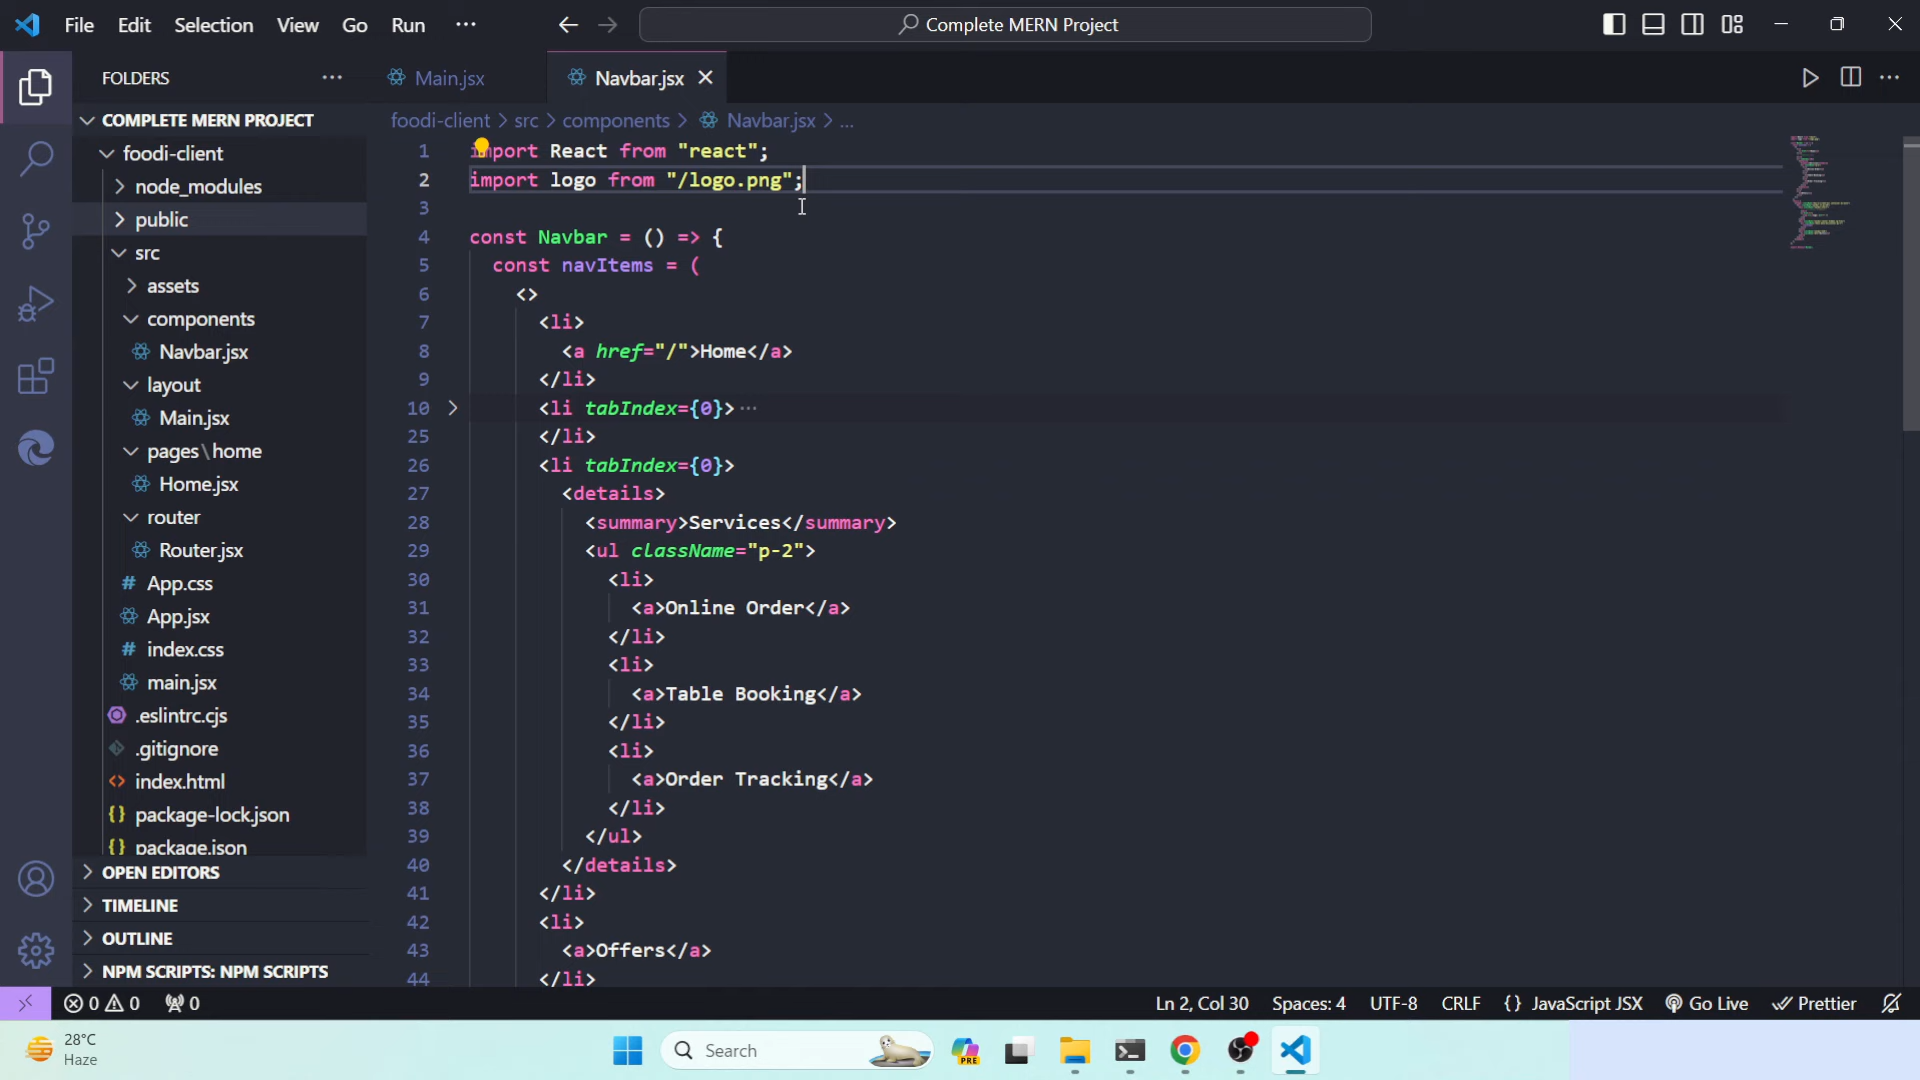 File Edit Selection View Go Run ··· Complete MERN Project
FOLDERS ···
Main.jsx
Navbar.jsx
COMPLETE MERN PROJECT
foodi-client
node_modules
public
src
assets
components
Navbar.jsx
layout
Main.jsx
pages\home
Home.jsx
router
Router.jsx
App.css
App.jsx
index.css
main.jsx
.eslintrc.cjs
.gitignore
index.html
package-lock.json
package.json
OPEN EDITORS
TIMELINE
OUTLINE
NPM SCRIPTS: NPM SCRIPTS
foodi-client > src > components > Navbar.jsx > ...
1 import React from "react";
2 import logo from "/logo.png";
3
4 const Navbar = () => {
5 const navItems = (
6 <>
7 <li>
8 <a href="/">Home</a>
9 </li>
10 <li tabIndex={0}> ···
25 </li>
26 <li tabIndex={0}>
27 <details>
28 <summary>Services</summary>
29 <ul className="p-2">
30 <li>
31 <a>Online Order</a>
32 </li>
33 <li>
34 <a>Table Booking</a>
35 </li>
36 <li>
37 <a>Order Tracking</a>
38 </li>
39 </ul>
40 </details>
41 </li>
42 <li>
43 <a>Offers</a>
44 </li>
0 0 0 Ln 2, Col 30 Spaces: 4 UTF-8 CRLF {} JavaScript JSX Go Live Prettier
28°C
Haze
Search
PRE